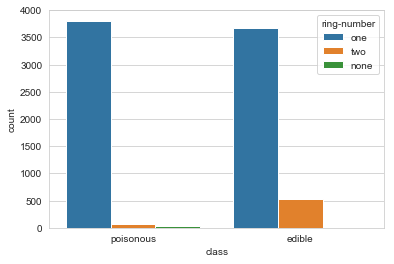 4000
3500
3000
2500
2000
1500
1000
500
0
count
ring-number
one
two
none
poisonous
edible
class